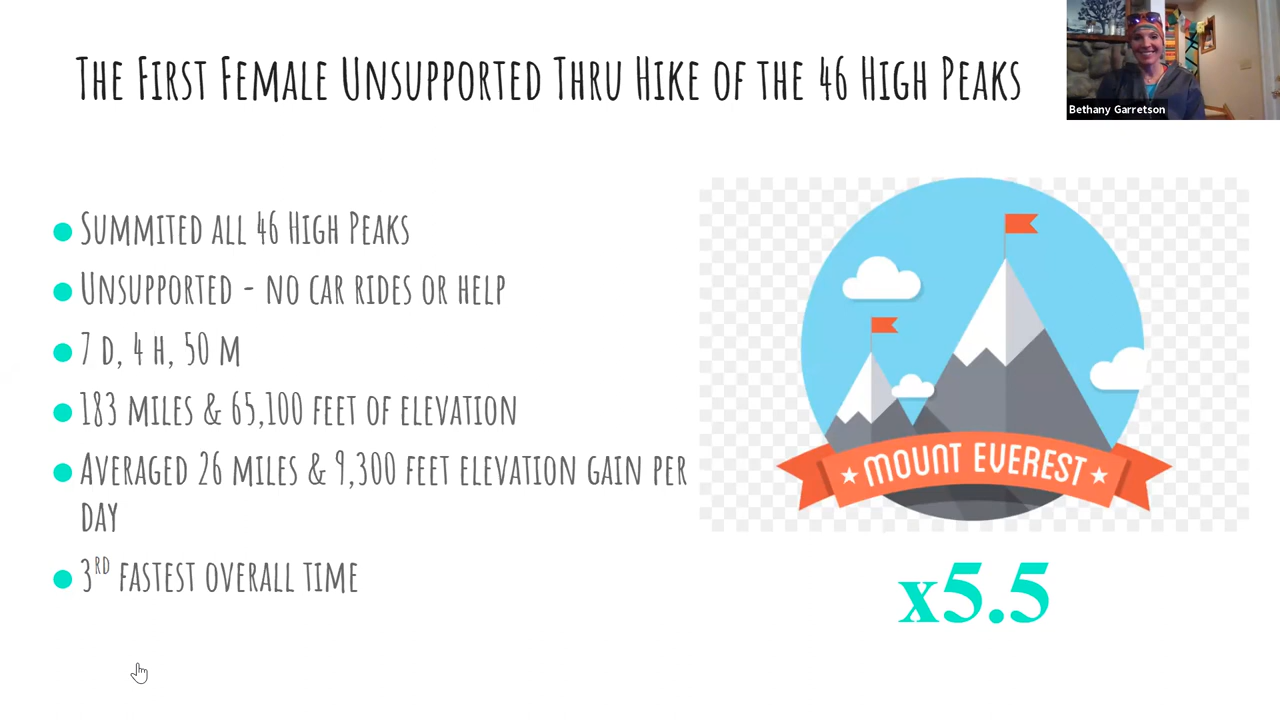 The First Female Unsupported Thru Hike of the 46 High Peaks
Bethany Garretson
Summited all 46 High Peaks
Unsupported - no car rides or help
7 d, 4 h, 50 m
183 miles & 65,100 feet of elevation
Averaged 26 miles & 9,300 feet elevation gain per
day
3rd fastest overall time
MOUNT EVEREST
x5.5